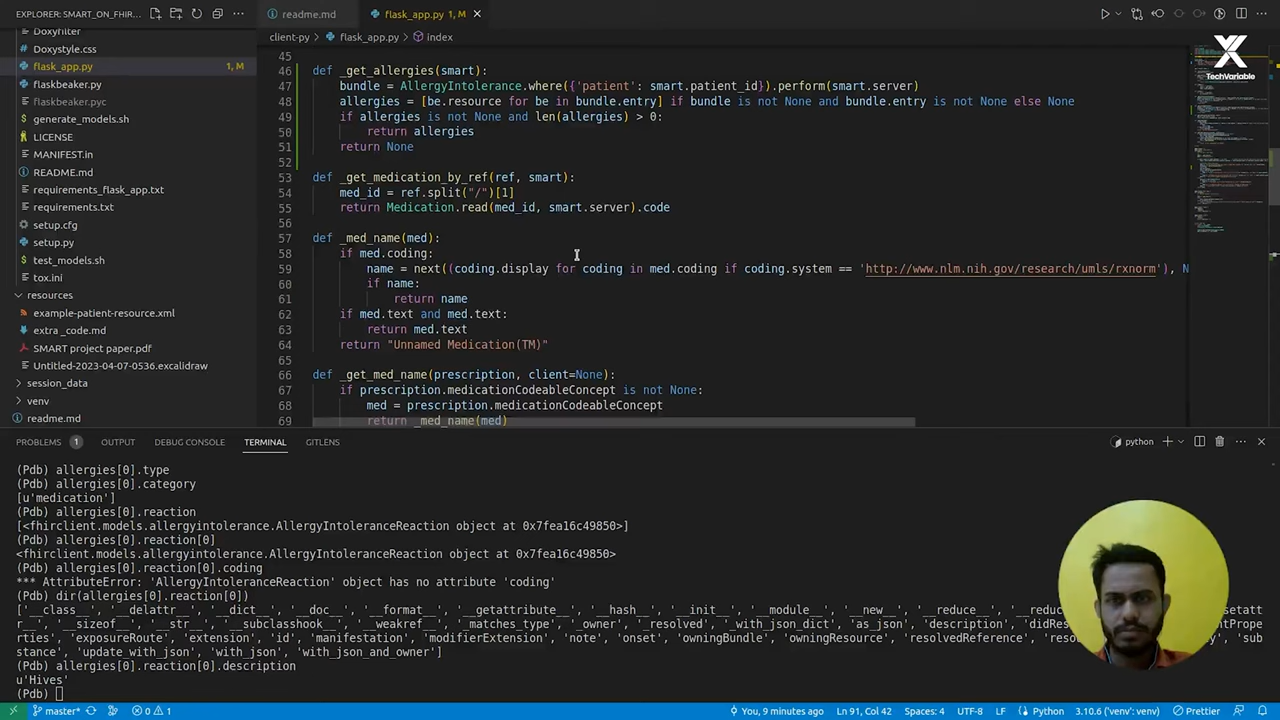 EXPLORER: SMART_ON_FHIR...
readme.md
flask_app.py 1, M
Doxyfilter
Doxystyle.css
flask_app.py 1, M
flaskbeaker.py
flaskbeaker.pyc
generate_models.sh
LICENSE
MANIFEST.in
README.md
requirements_flask_app.txt
requirements.txt
setup.cfg
setup.py
test_models.sh
tox.ini
resources
example-patient-resource.xml
extra _code.md
SMART project paper.pdf
Untitled-2023-04-07-0536.excalidraw
session_data
venv
readme.md
client-py > flask_app.py > index
TechVariable
45
46 def _get_allergies(smart):
47 bundle = AllergyIntolerance.where({'patient': smart.patient_id}).perform(smart.server)
48 allergies = [be.resource for be in bundle.entry] if bundle is not None and bundle.entry is not None else None
49 if allergies is not None and len(allergies) > 0:
50 return allergies
51 return None
52
53 def _get_medication_by_ref(ref, smart):
54 med_id = ref.split("/")[1]
55 return Medication.read(med_id, smart.server).code
56
57 def _med_name(med):
58 if med.coding:
59 name = next((coding.display for coding in med.coding if coding.system == 'http://www.nlm.nih.gov/research/umls/rxnorm'), N
60 if name:
61 return name
62 if med.text and med.text:
63 return med.text
64 return "Unnamed Medication(TM)"
65
66 def _get_med_name(prescription, client=None):
67 if prescription.medicationCodeableConcept is not None:
68 med = prescription.medicationCodeableConcept
69 return _med_name(med)
PROBLEMS 1 OUTPUT DEBUG CONSOLE TERMINAL GITLENS
python
(Pdb) allergies[0].type
(Pdb) allergies[0].category
[u'medication']
(Pdb) allergies[0].reaction
[<fhirclient.models.allergyintolerance.AllergyIntoleranceReaction object at 0x7fea16c49850>]
(Pdb) allergies[0].reaction[0]
<fhirclient.models.allergyintolerance.AllergyIntoleranceReaction object at 0x7fea16c49850>
(Pdb) allergies[0].reaction[0].coding
*** AttributeError: 'AllergyIntoleranceReaction' object has no attribute 'coding'
(Pdb) dir(allergies[0].reaction[0])
['__class__', '__delattr__', '__dict__', '__doc__', '__format__', '__getattribute__', '__hash__', '__init__', '__module__', '__new__', '__reduce__', '__reduc setatt
r__', '__sizeof__', '__str__', '__subclasshook__', '__weakref__', '_matches_type', '_owner', '_resolved', '_with_json_dict', 'as_json', 'description', 'didRes ntProp
erties', 'exposureRoute', 'extension', 'id', 'manifestation', 'modifierExtension', 'note', 'onset', 'owningBundle', 'owningResource', 'resolvedReference', 'reso y', 'sub
stance', 'update_with_json', 'with_json', 'with_json_and_owner']
(Pdb) allergies[0].reaction[0].description
u'Hives'
(Pdb)
master* 0 1 You, 9 minutes ago Ln 91, Col 42 Spaces: 4 UTF-8 LF Python 3.10.6 ('venv': venv) Prettier